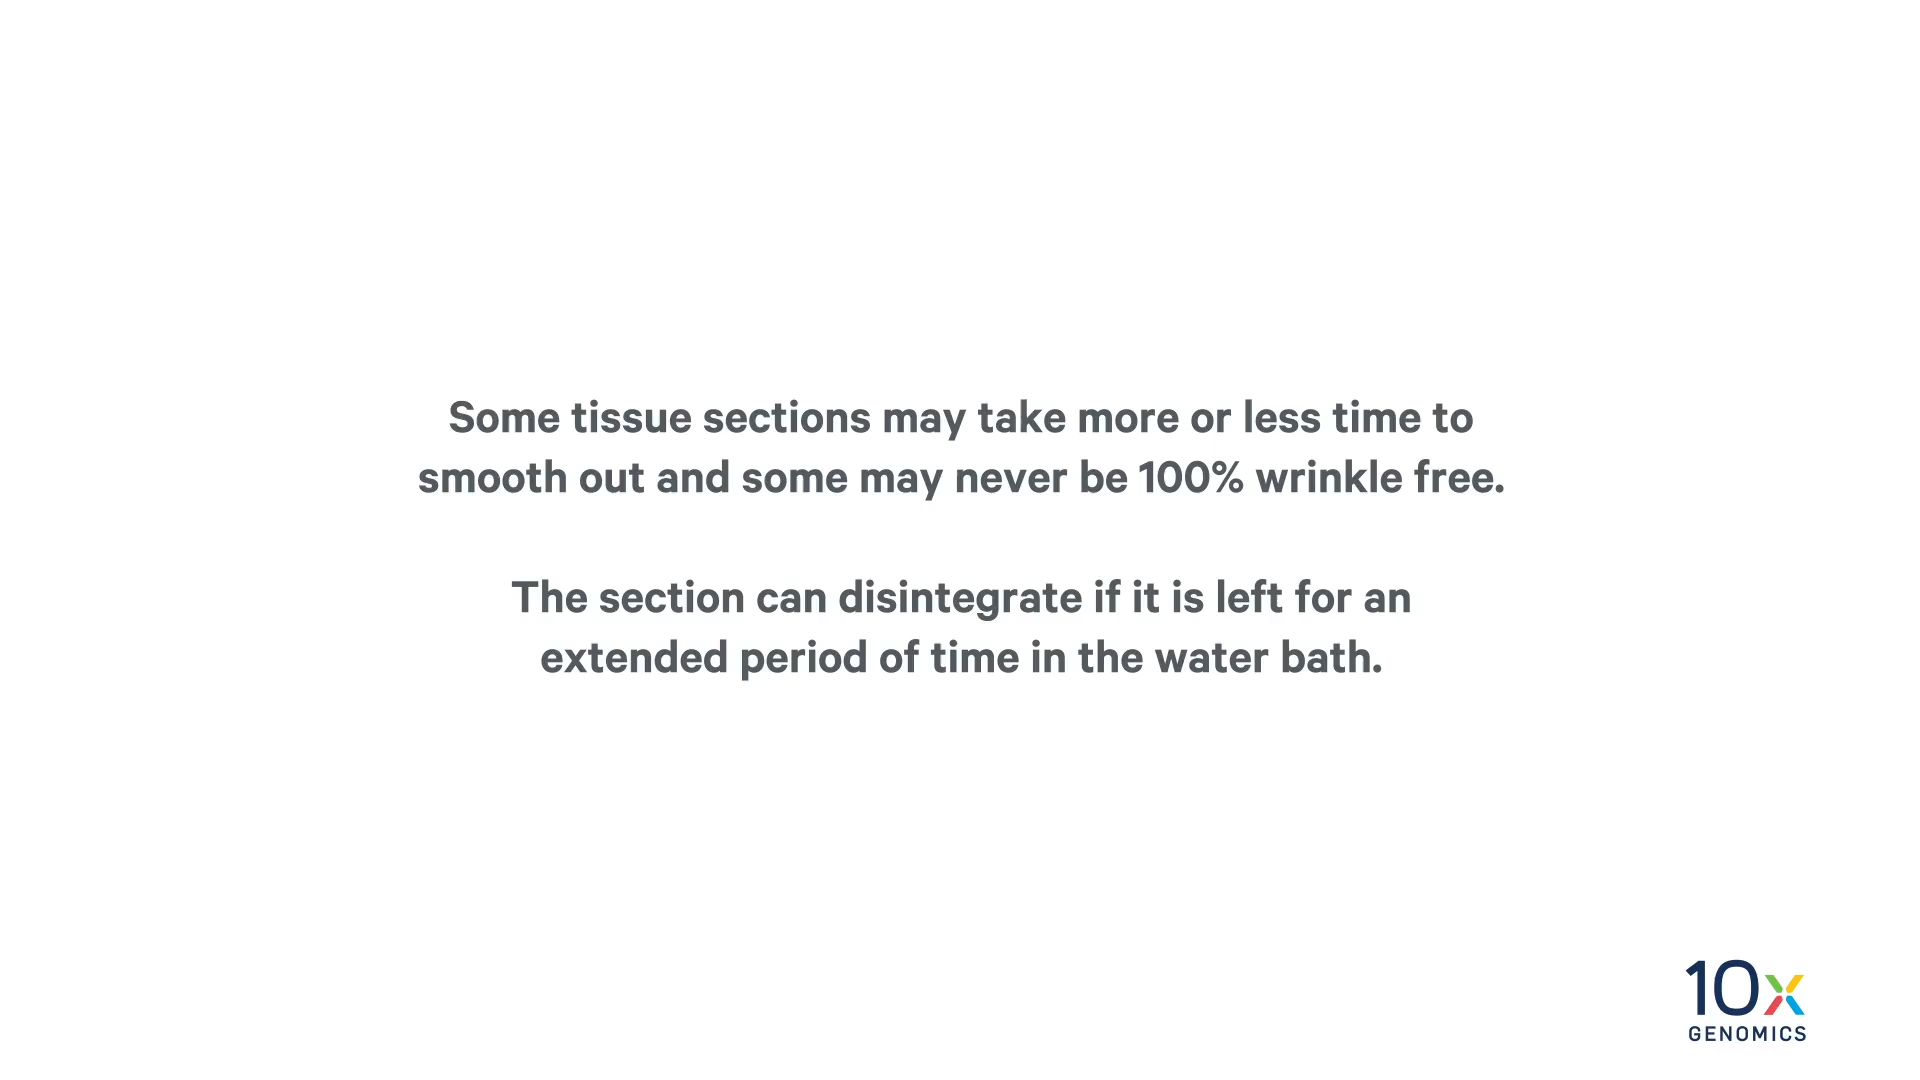 Some tissue sections may take more or less time to
smooth out and some may never be 100% wrinkle free.
The section can disintegrate if it is left for an
extended period of time in the water bath.
10x
GENOMICS